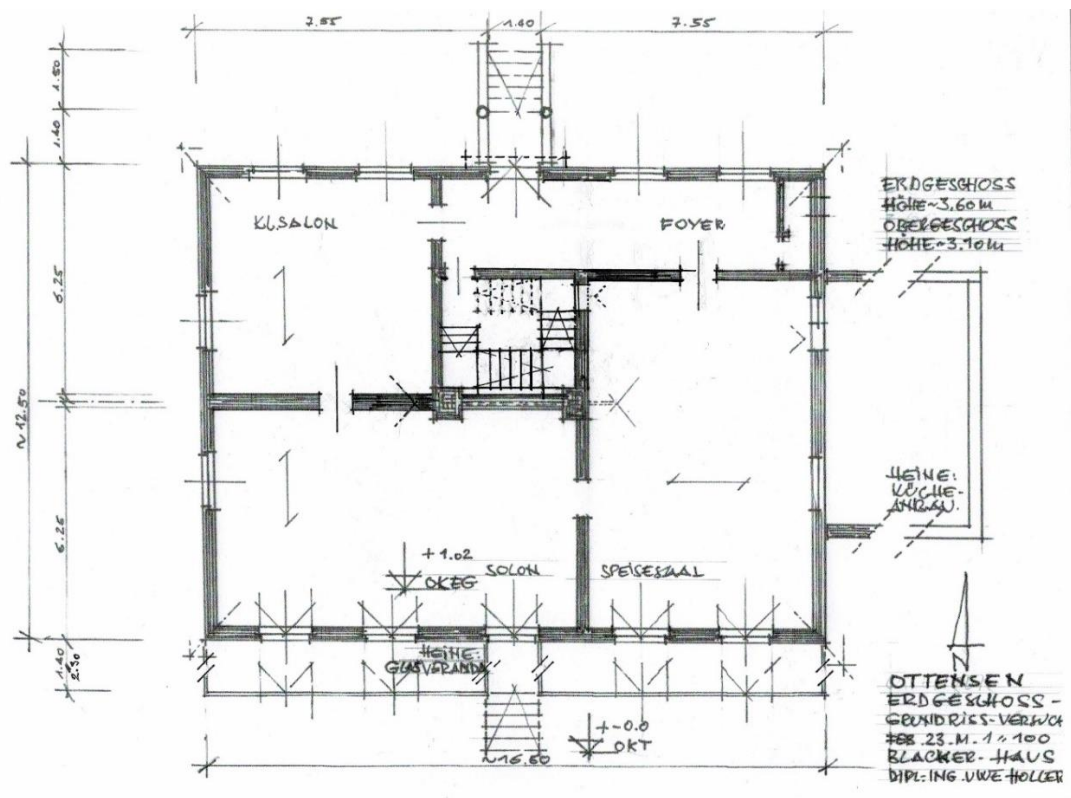 7.55
1.60
7.55
1.50
1.40
ERDGESCHOSS
HÖHE ~3.60 m
OBERGESCHOSS
HÖHE ~3.10 m
KL.SALON
FOYER
6.25
~12.50
6.25
HEINE:
KÜCHE-
ANBAU.
+1.02
OKEG
SOLON
SPEISESAAL
HEINE:
GLASVERANDA
1.40
2.50
N
+-0.0
OKT
~16.60
OTTENSEN
ERDGESCHOSS-
GRUNDRISS-VERSUCH
FEB. 23. M. 1:100
BLACKER-HAUS
DIPL-ING. UWE HOLLER